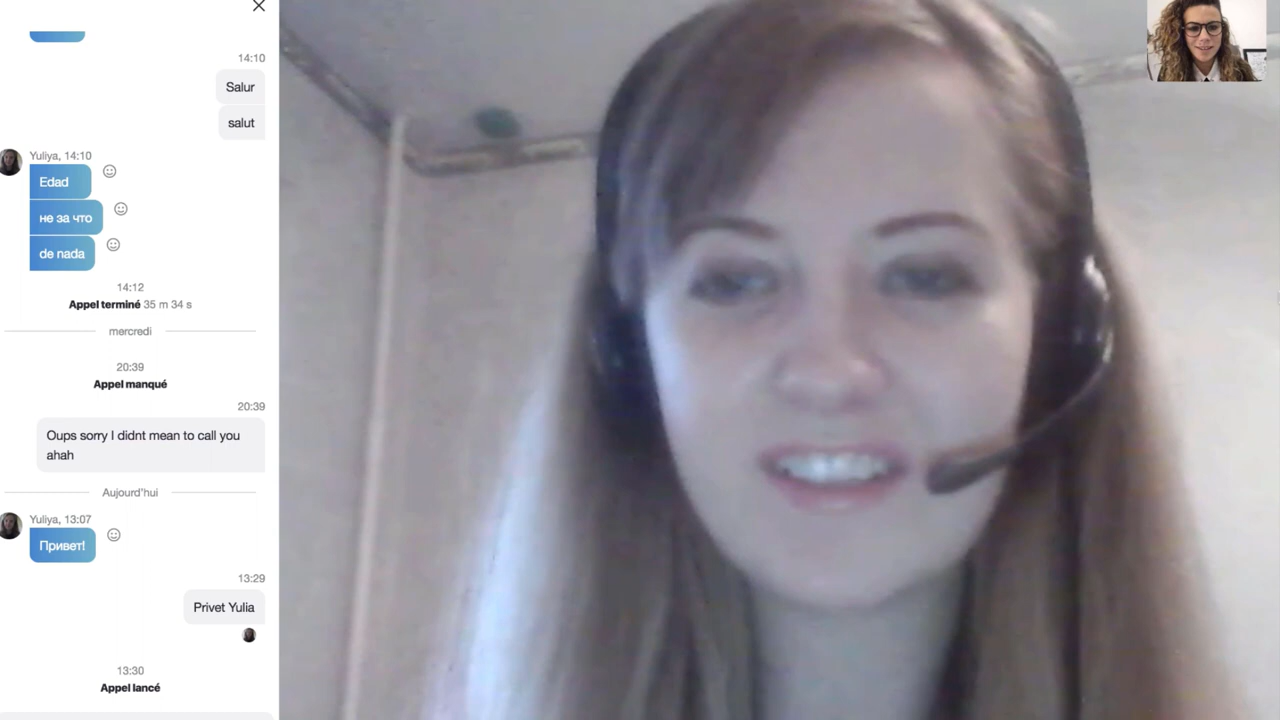 14:10
Salur
salut
Yuliya, 14:10
Edad
не за что
de nada
14:12
Appel terminé 35 m 34 s
mercredi
20:39
Appel manqué
20:39
Oups sorry I didnt mean to call you
ahah
Aujourd'hui
Yuliya, 13:07
Привет!
13:29
Privet Yulia
13:30
Appel lancé